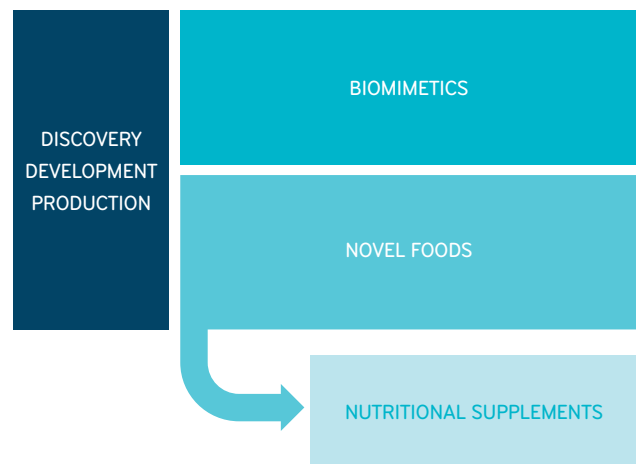 DISCOVERY
DEVELOPMENT
PRODUCTION
BIOMIMETICS
NOVEL FOODS
NUTRITIONAL SUPPLEMENTS